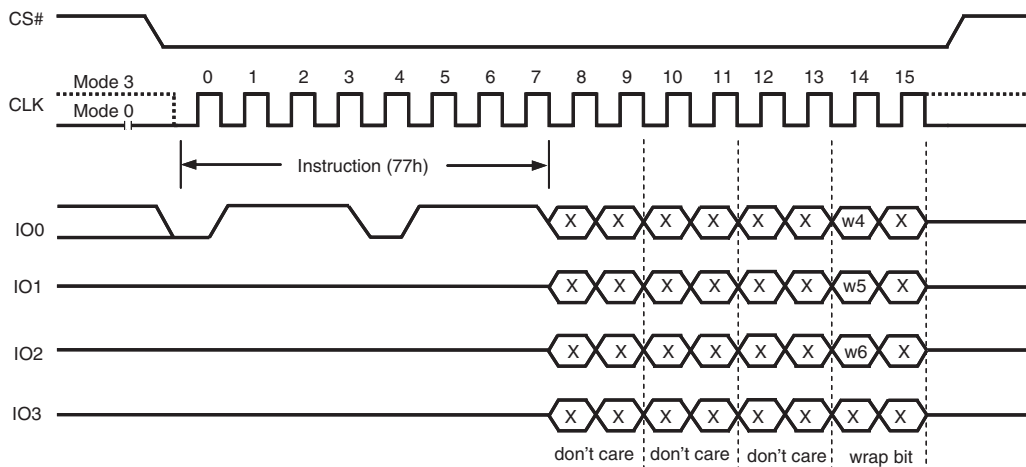 CS#
Mode 3
0 1 2 3 4 5 6 7 8 9 10 11 12 13 14 15
CLK
Mode 0
Instruction (77h)
IO0
X X X X X X w4 X
IO1
X X X X X X w5 X
IO2
X X X X X X w6 X
IO3
X X X X X X X X
don't care don't care don't care wrap bit